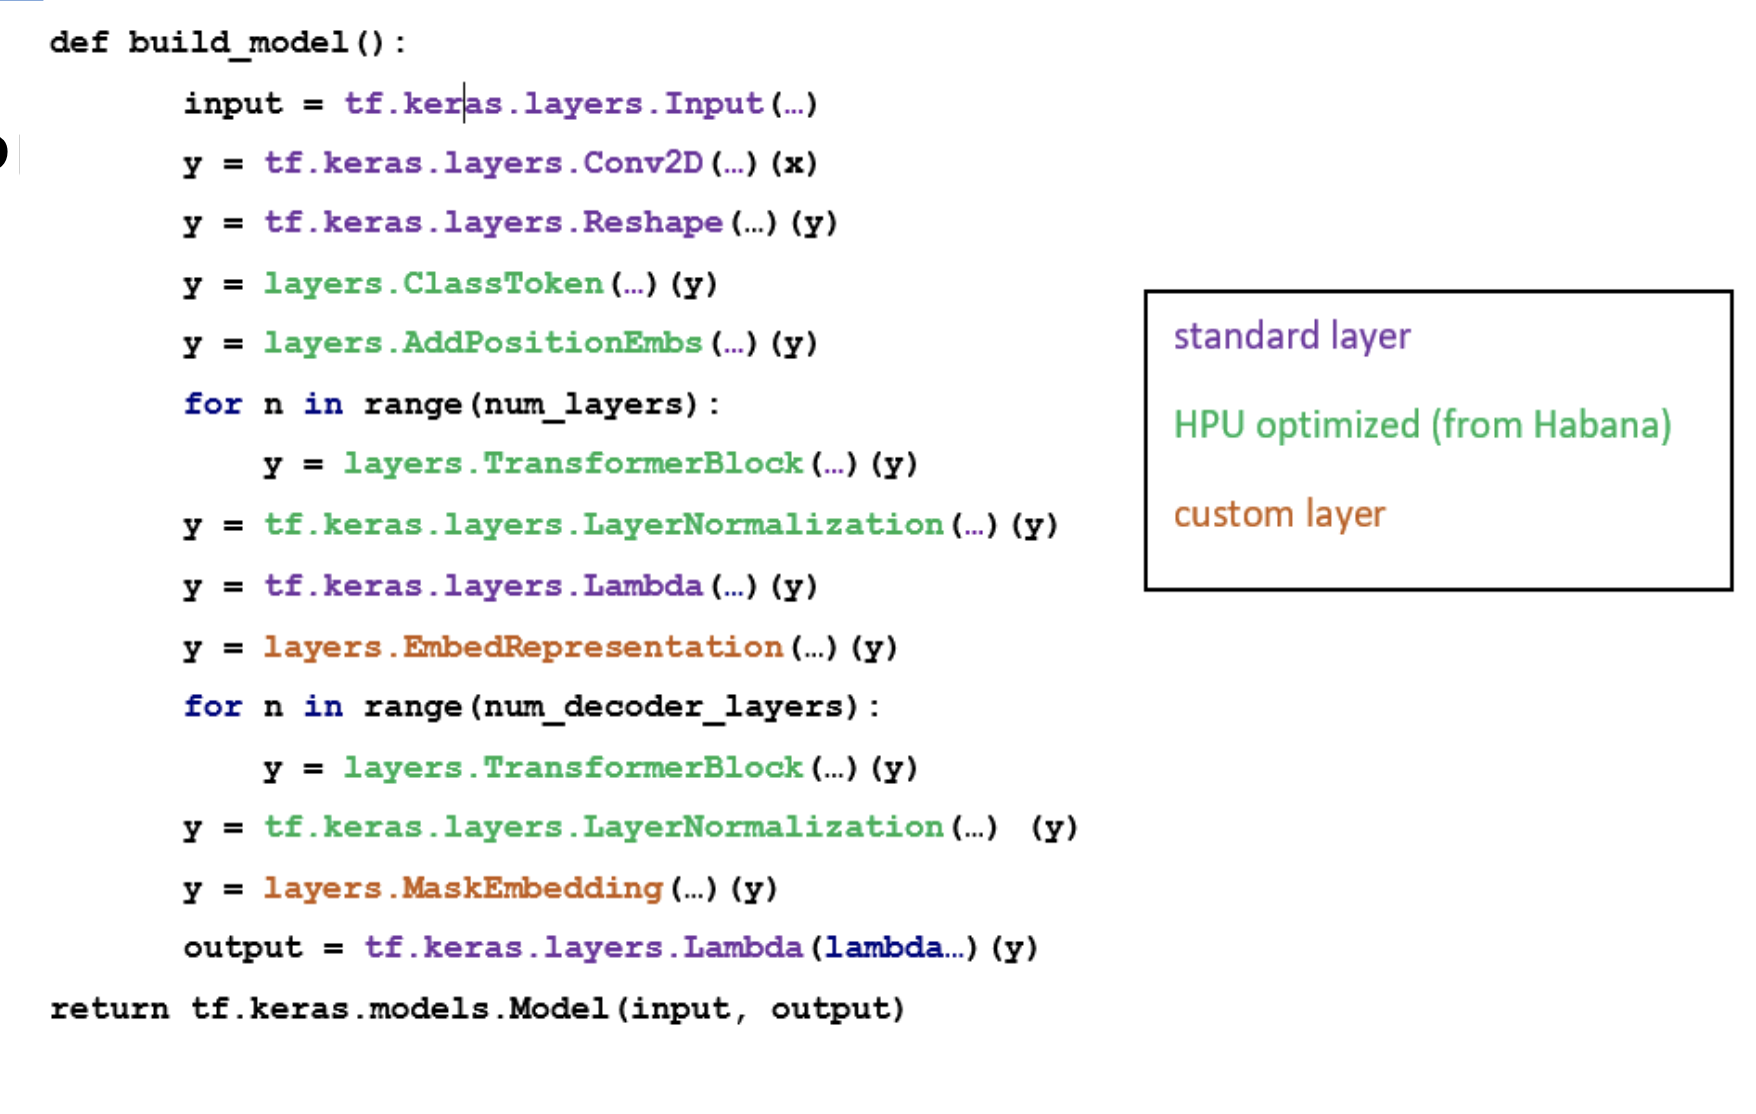 def build_model():
input = tf.keras.layers.Input(…)
y = tf.keras.layers.Conv2D(…)(x)
y = tf.keras.layers.Reshape(…)(y)
y = layers.ClassToken(…)(y)
y = layers.AddPositionEmbs(…)(y)
for n in range(num_layers):
y = layers.TransformerBlock(…)(y)
y = tf.keras.layers.LayerNormalization(…)(y)
y = tf.keras.layers.Lambda(…)(y)
y = layers.EmbedRepresentation(…)(y)
for n in range(num_decoder_layers):
y = layers.TransformerBlock(…)(y)
y = tf.keras.layers.LayerNormalization(…) (y)
y = layers.MaskEmbedding(…)(y)
output = tf.keras.layers.Lambda(lambda…)(y)
return tf.keras.models.Model(input, output)
standard layer
HPU optimized (from Habana)
custom layer